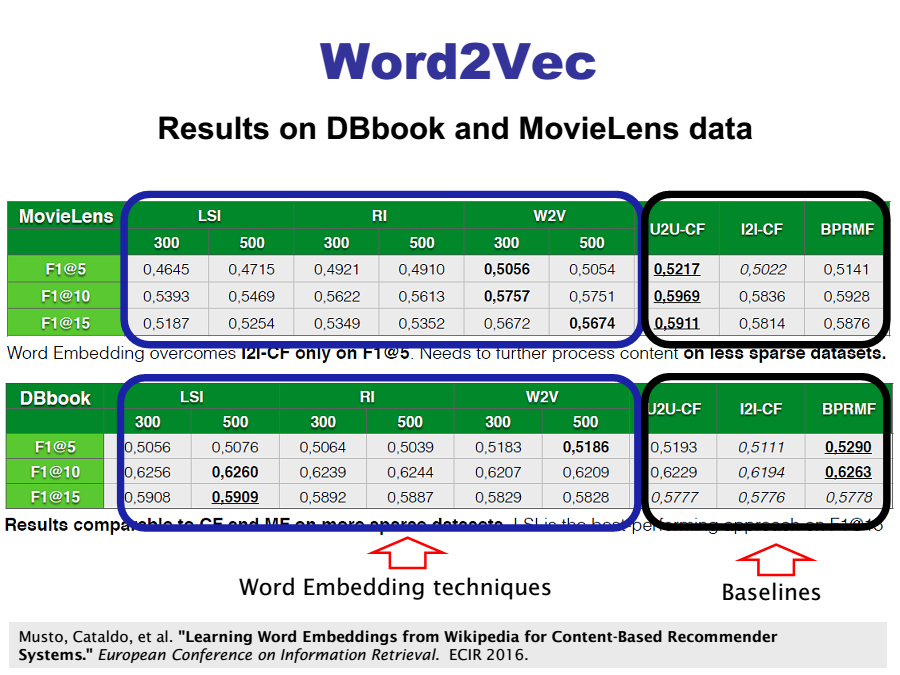 Word2Vec
Results on DBbook and MovieLens data
MovieLens LSI RI W2V U2U-CF I2I-CF BPRMF
300 500 300 500 300 500
F1@5 0,4645 0,4715 0,4921 0,4910 0,5056 0,5054 0,5217 0,5022 0,5141
F1@10 0,5393 0,5469 0,5622 0,5613 0,5757 0,5751 0,5969 0,5836 0,5928
F1@15 0,5187 0,5254 0,5349 0,5352 0,5672 0,5674 0,5911 0,5814 0,5876
Word Embedding overcomes I2I-CF only on F1@5. Needs to further process content on less sparse datasets.
DBbook LSI RI W2V U2U-CF I2I-CF BPRMF
300 500 300 500 300 500
F1@5 0,5056 0,5076 0,5064 0,5039 0,5183 0,5186 0,5193 0,5111 0,5290
F1@10 0,6256 0,6260 0,6239 0,6244 0,6207 0,6209 0,6229 0,6194 0,6263
F1@15 0,5908 0,5909 0,5892 0,5887 0,5829 0,5828 0,5777 0,5776 0,5778
Results comparable to CF and MF on more sparse datasets. LSI is the best-performing approach on F1@15
Word Embedding techniques
Baselines
Musto, Cataldo, et al. "Learning Word Embeddings from Wikipedia for Content-Based Recommender
Systems." European Conference on Information Retrieval. ECIR 2016.